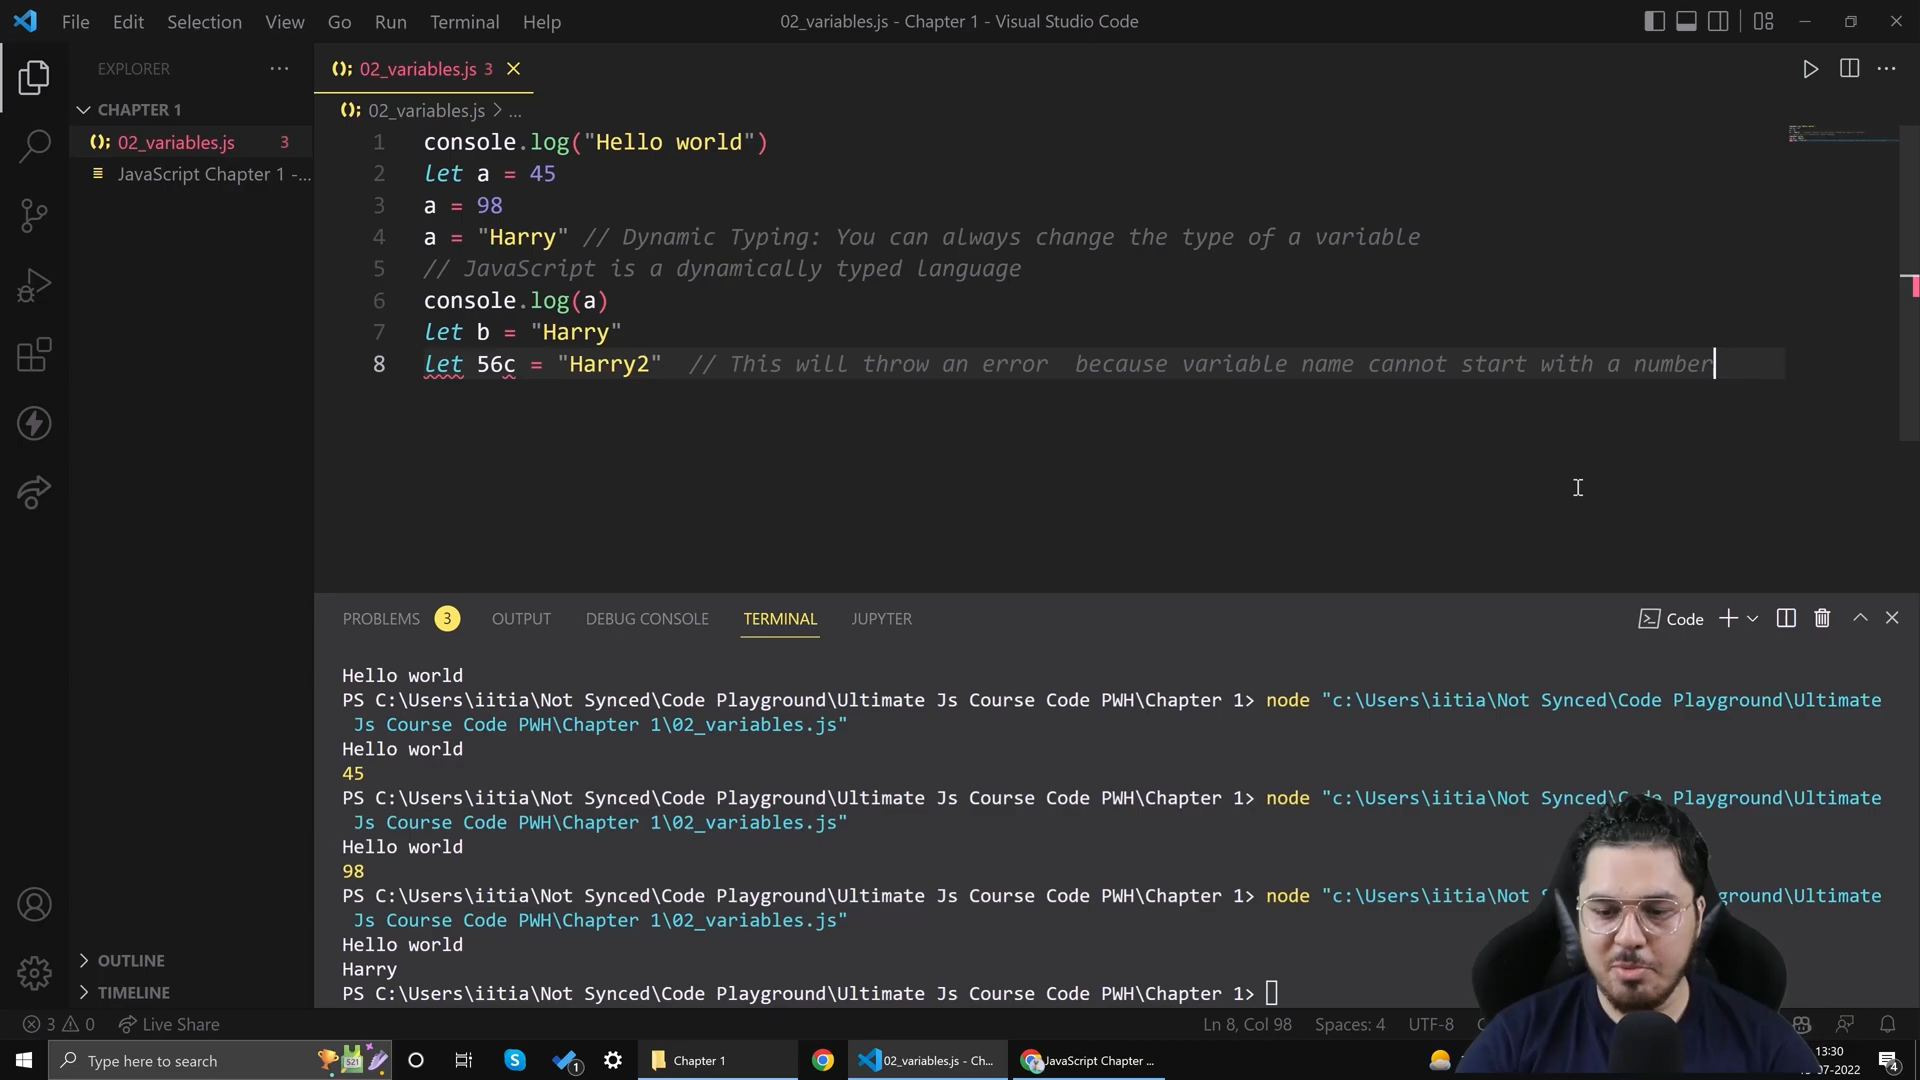 File Edit Selection View Go Run Terminal Help
02_variables.js - Chapter 1 - Visual Studio Code
EXPLORER
CHAPTER 1
02_variables.js 3
JavaScript Chapter 1 -...
02_variables.js 3
02_variables.js > ...
1 console.log("Hello world")
2 let a = 45
3 a = 98
4 a = "Harry" // Dynamic Typing: You can always change the type of a variable
5 // JavaScript is a dynamically typed language
6 console.log(a)
7 let b = "Harry"
8 let 56c = "Harry2"  // This will throw an error  because variable name cannot start with a number
PROBLEMS 3 OUTPUT DEBUG CONSOLE TERMINAL JUPYTER
Code
Hello world
PS C:\Users\iitia\Not Synced\Code Playground\Ultimate Js Course Code PWH\Chapter 1> node "c:\Users\iitia\Not Synced\Code Playground\Ultimate
Js Course Code PWH\Chapter 1\02_variables.js"
Hello world
45
PS C:\Users\iitia\Not Synced\Code Playground\Ultimate Js Course Code PWH\Chapter 1> node "c:\Users\iitia\Not Synced\Code Playground\Ultimate
Js Course Code PWH\Chapter 1\02_variables.js"
Hello world
98
PS C:\Users\iitia\Not Synced\Code Playground\Ultimate Js Course Code PWH\Chapter 1> node "c:\Users\iitia\Not ground\Ultimate
Js Course Code PWH\Chapter 1\02_variables.js"
Hello world
Harry
PS C:\Users\iitia\Not Synced\Code Playground\Ultimate Js Course Code PWH\Chapter 1>
OUTLINE
TIMELINE
3 0 Live Share
Ln 8, Col 98 Spaces: 4 UTF-8
Type here to search
521
1
Chapter 1
02_variables.js - Ch...
JavaScript Chapter ...
13:30
-07-2022
4